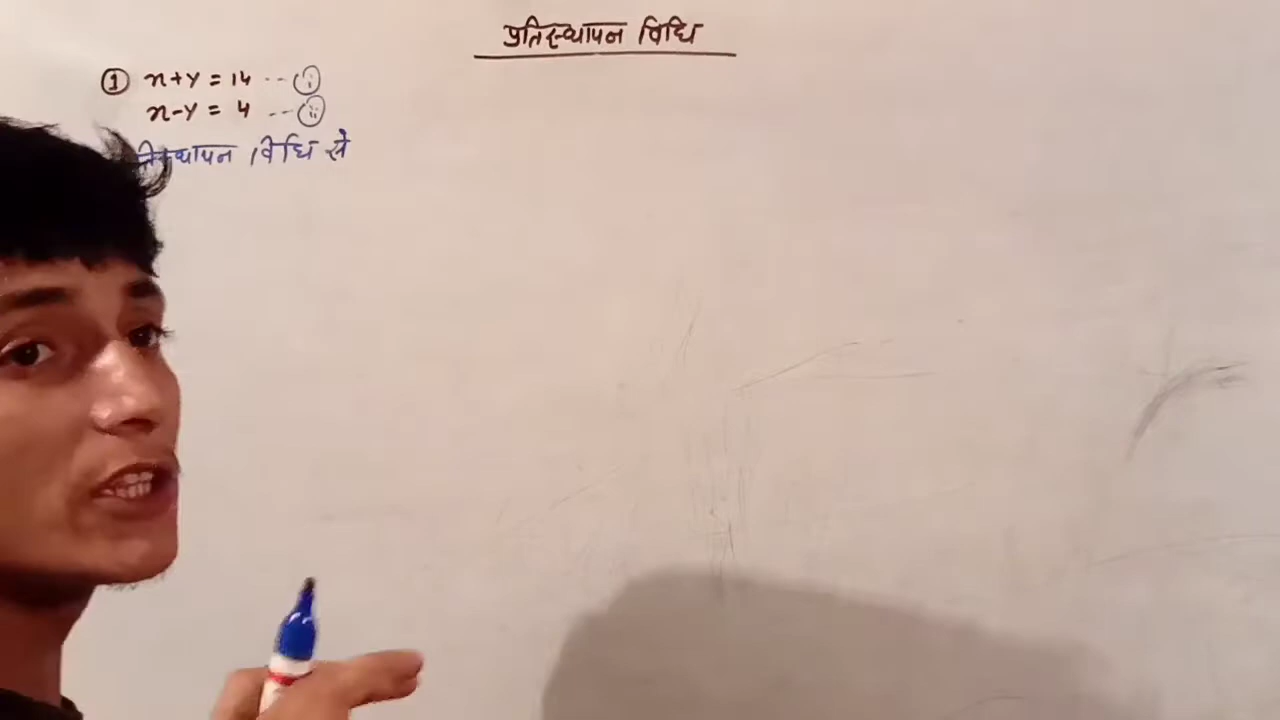 प्रतिस्थापन विधि
① x+y = 14 --- ⓘ
x-y = 4 --- ⓘⓘ
विधि से